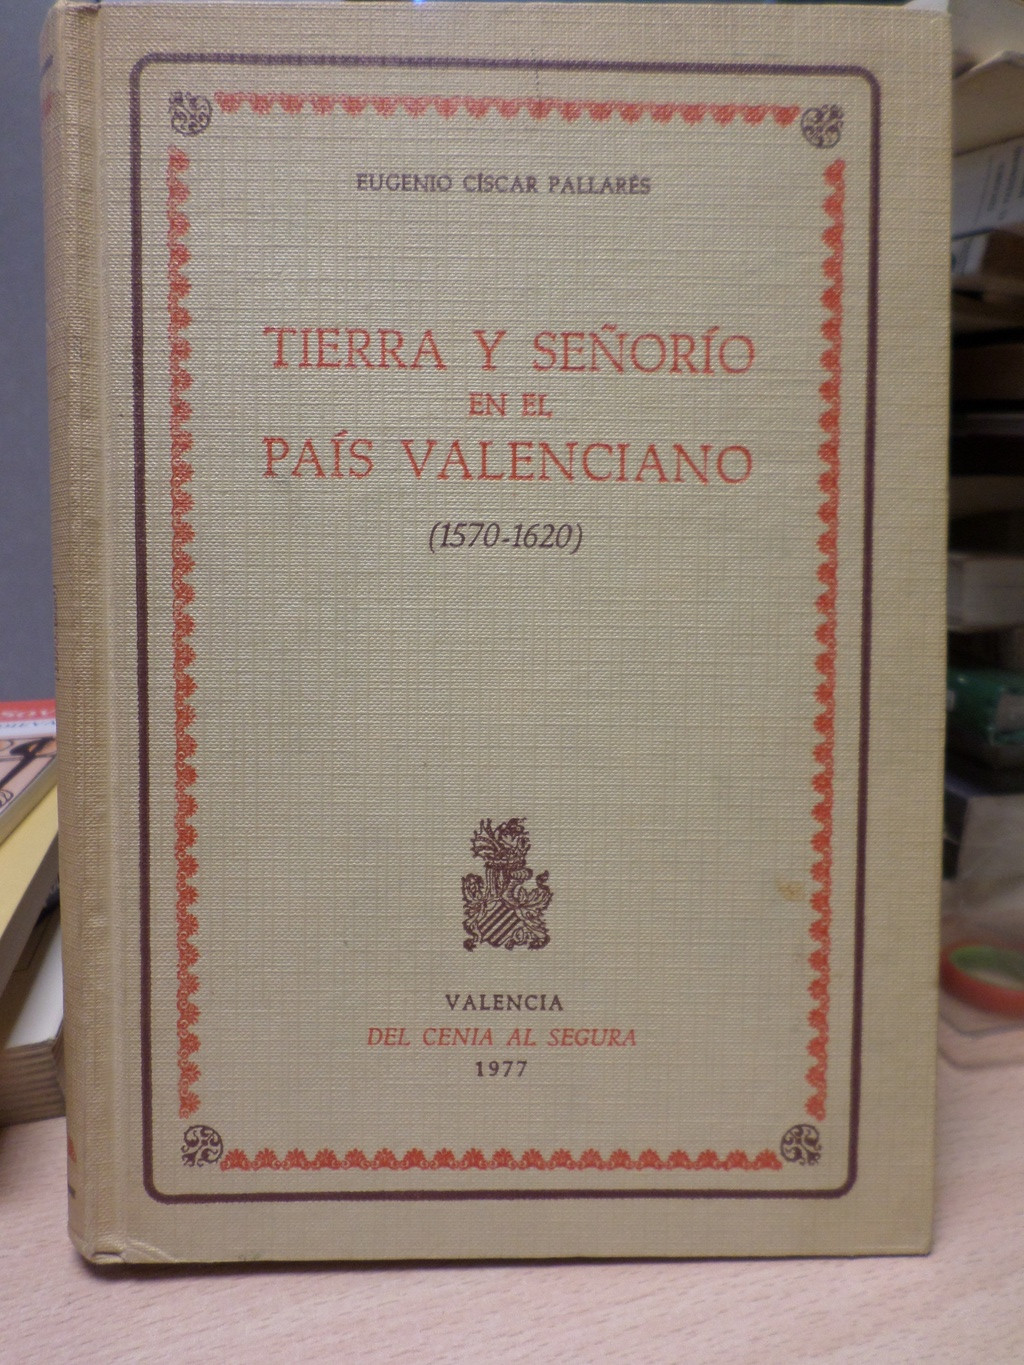 EUGENIO CÍSCAR PALLARÉS
TIERRA Y SEÑORÍO
EN EL
PAÍS VALENCIANO
(1570-1620)
VALENCIA
DEL CENIA AL SEGURA
1977